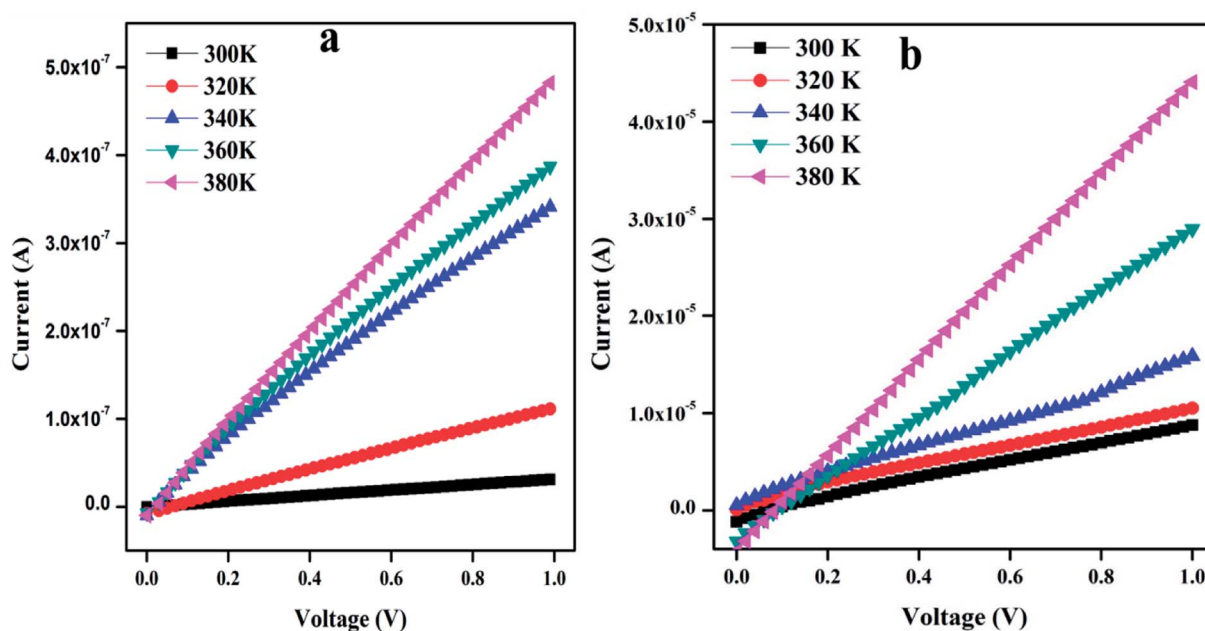 a
300K
320K
340K
360K
380K
5.0x10⁻⁷
4.0x10⁻⁷
3.0x10⁻⁷
2.0x10⁻⁷
1.0x10⁻⁷
0.0
Current (A)
0.0 0.2 0.4 0.6 0.8 1.0
Voltage (V)
b
300 K
320 K
340 K
360 K
380 K
5.0x10⁻⁵
4.0x10⁻⁵
3.0x10⁻⁵
2.0x10⁻⁵
1.0x10⁻⁵
0.0
Current (A)
0.0 0.2 0.4 0.6 0.8 1.0
Voltage (V)